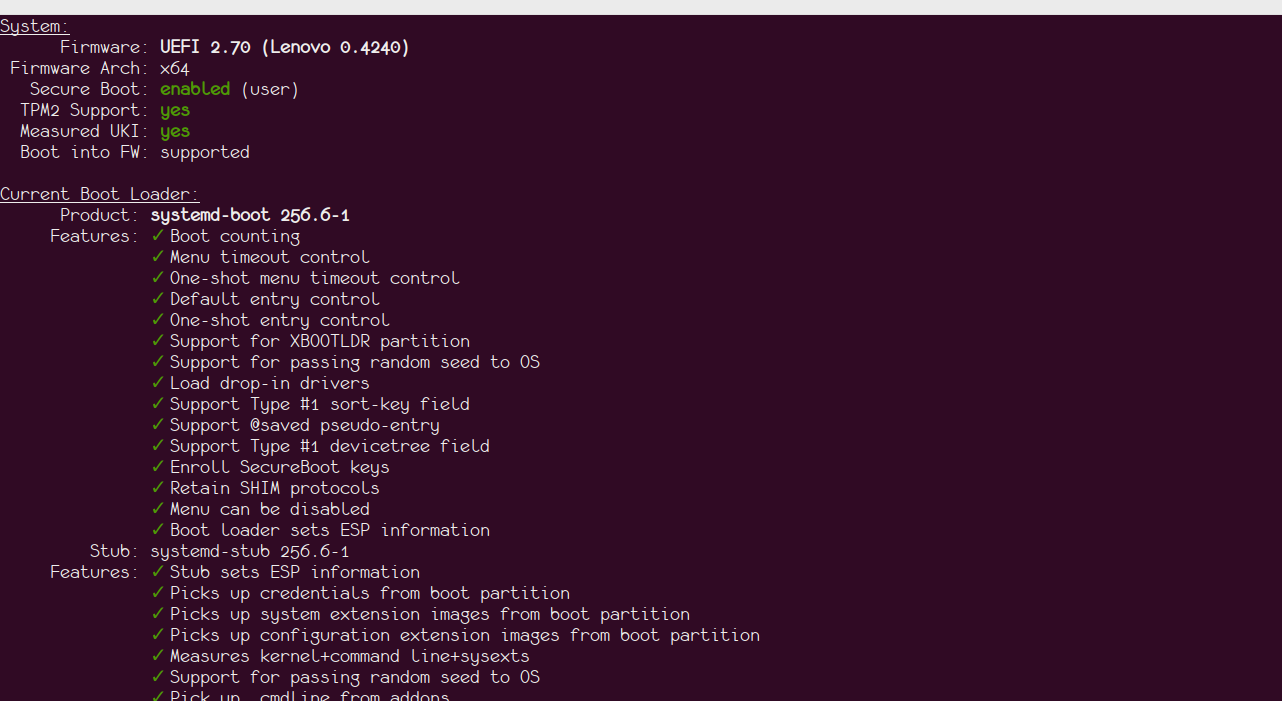 System:
Firmware: UEFI 2.70 (Lenovo 0.4240)
Firmware Arch: x64
Secure Boot: enabled (user)
TPM2 Support: yes
Measured UKI: yes
Boot into FW: supported
Current Boot Loader:
Product: systemd-boot 256.6-1
Features: ✓ Boot counting
✓ Menu timeout control
✓ One-shot menu timeout control
✓ Default entry control
✓ One-shot entry control
✓ Support for XBOOTLDR partition
✓ Support for passing random seed to OS
✓ Load drop-in drivers
✓ Support Type #1 sort-key field
✓ Support @saved pseudo-entry
✓ Support Type #1 devicetree field
✓ Enroll SecureBoot keys
✓ Retain SHIM protocols
✓ Menu can be disabled
✓ Boot loader sets ESP information
Stub: systemd-stub 256.6-1
Features: ✓ Stub sets ESP information
✓ Picks up credentials from boot partition
✓ Picks up system extension images from boot partition
✓ Picks up configuration extension images from boot partition
✓ Measures kernel+command line+sysexts
✓ Support for passing random seed to OS
✓ Pick up .cmdline from addons